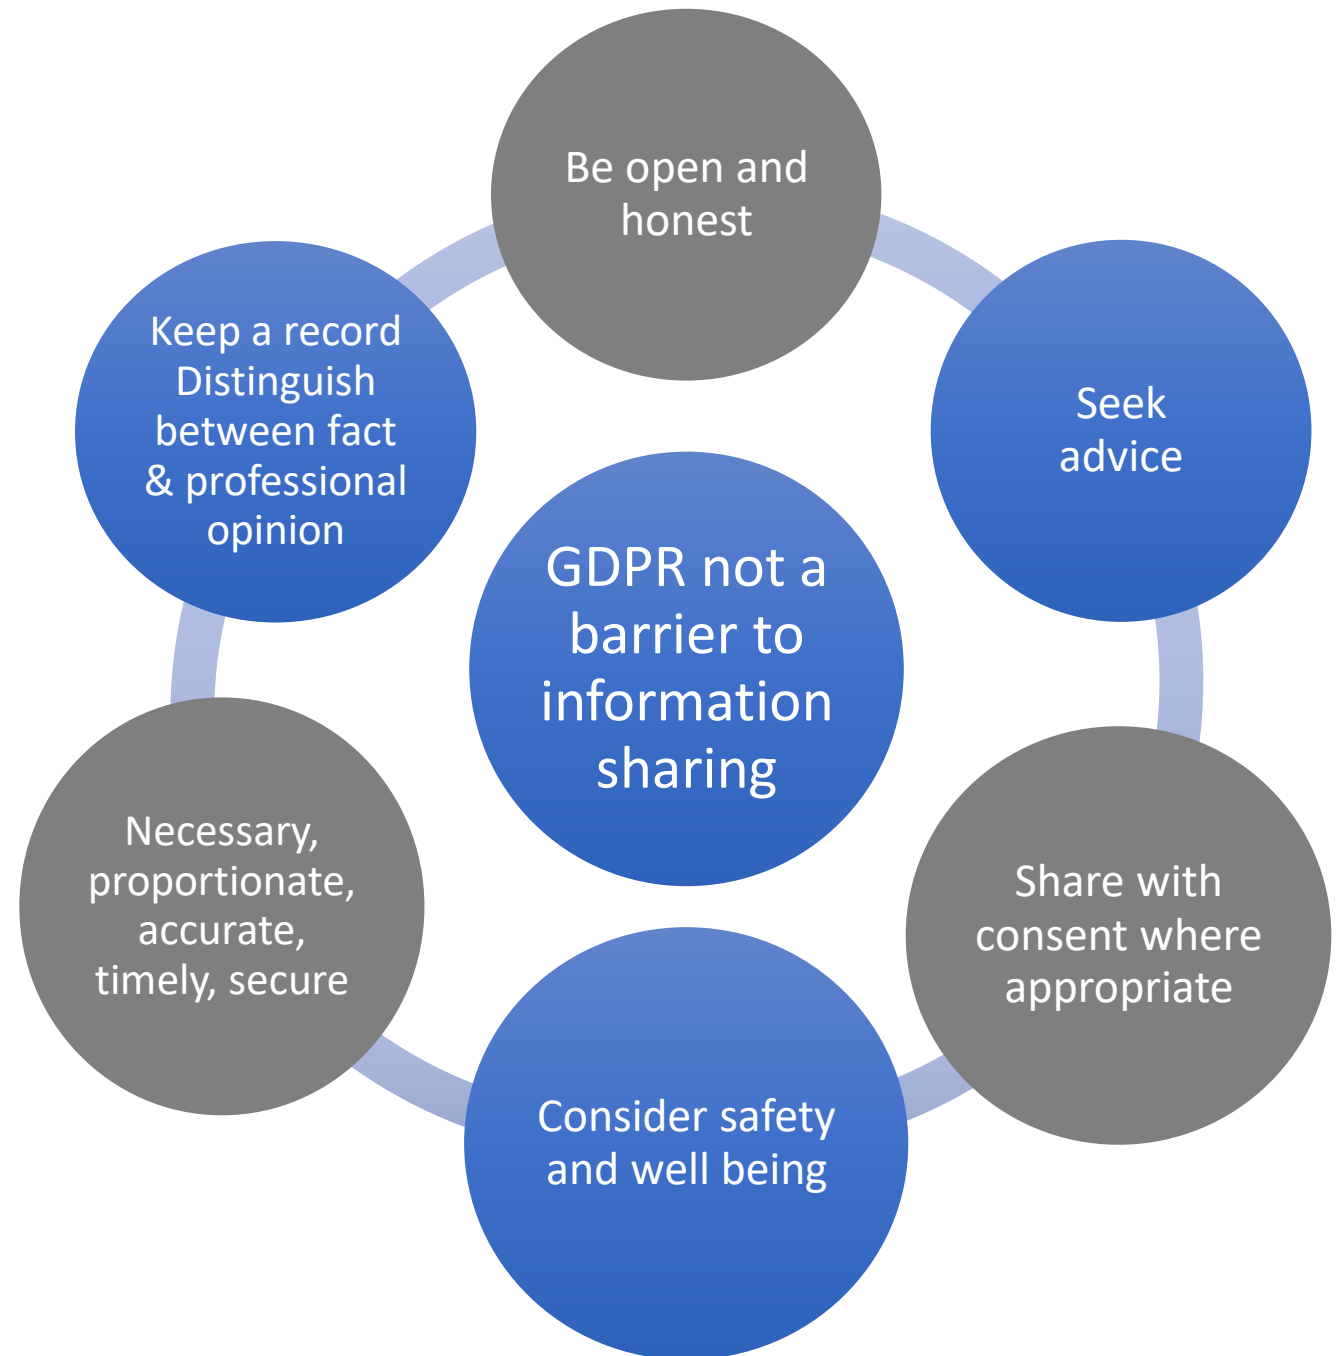 Be open and
honest
Seek
advice
Share with
consent where
appropriate
Consider safety
and well being
Necessary,
proportionate,
accurate,
timely, secure
Keep a record
Distinguish
between fact
& professional
opinion
GDPR not a
barrier to
information
sharing